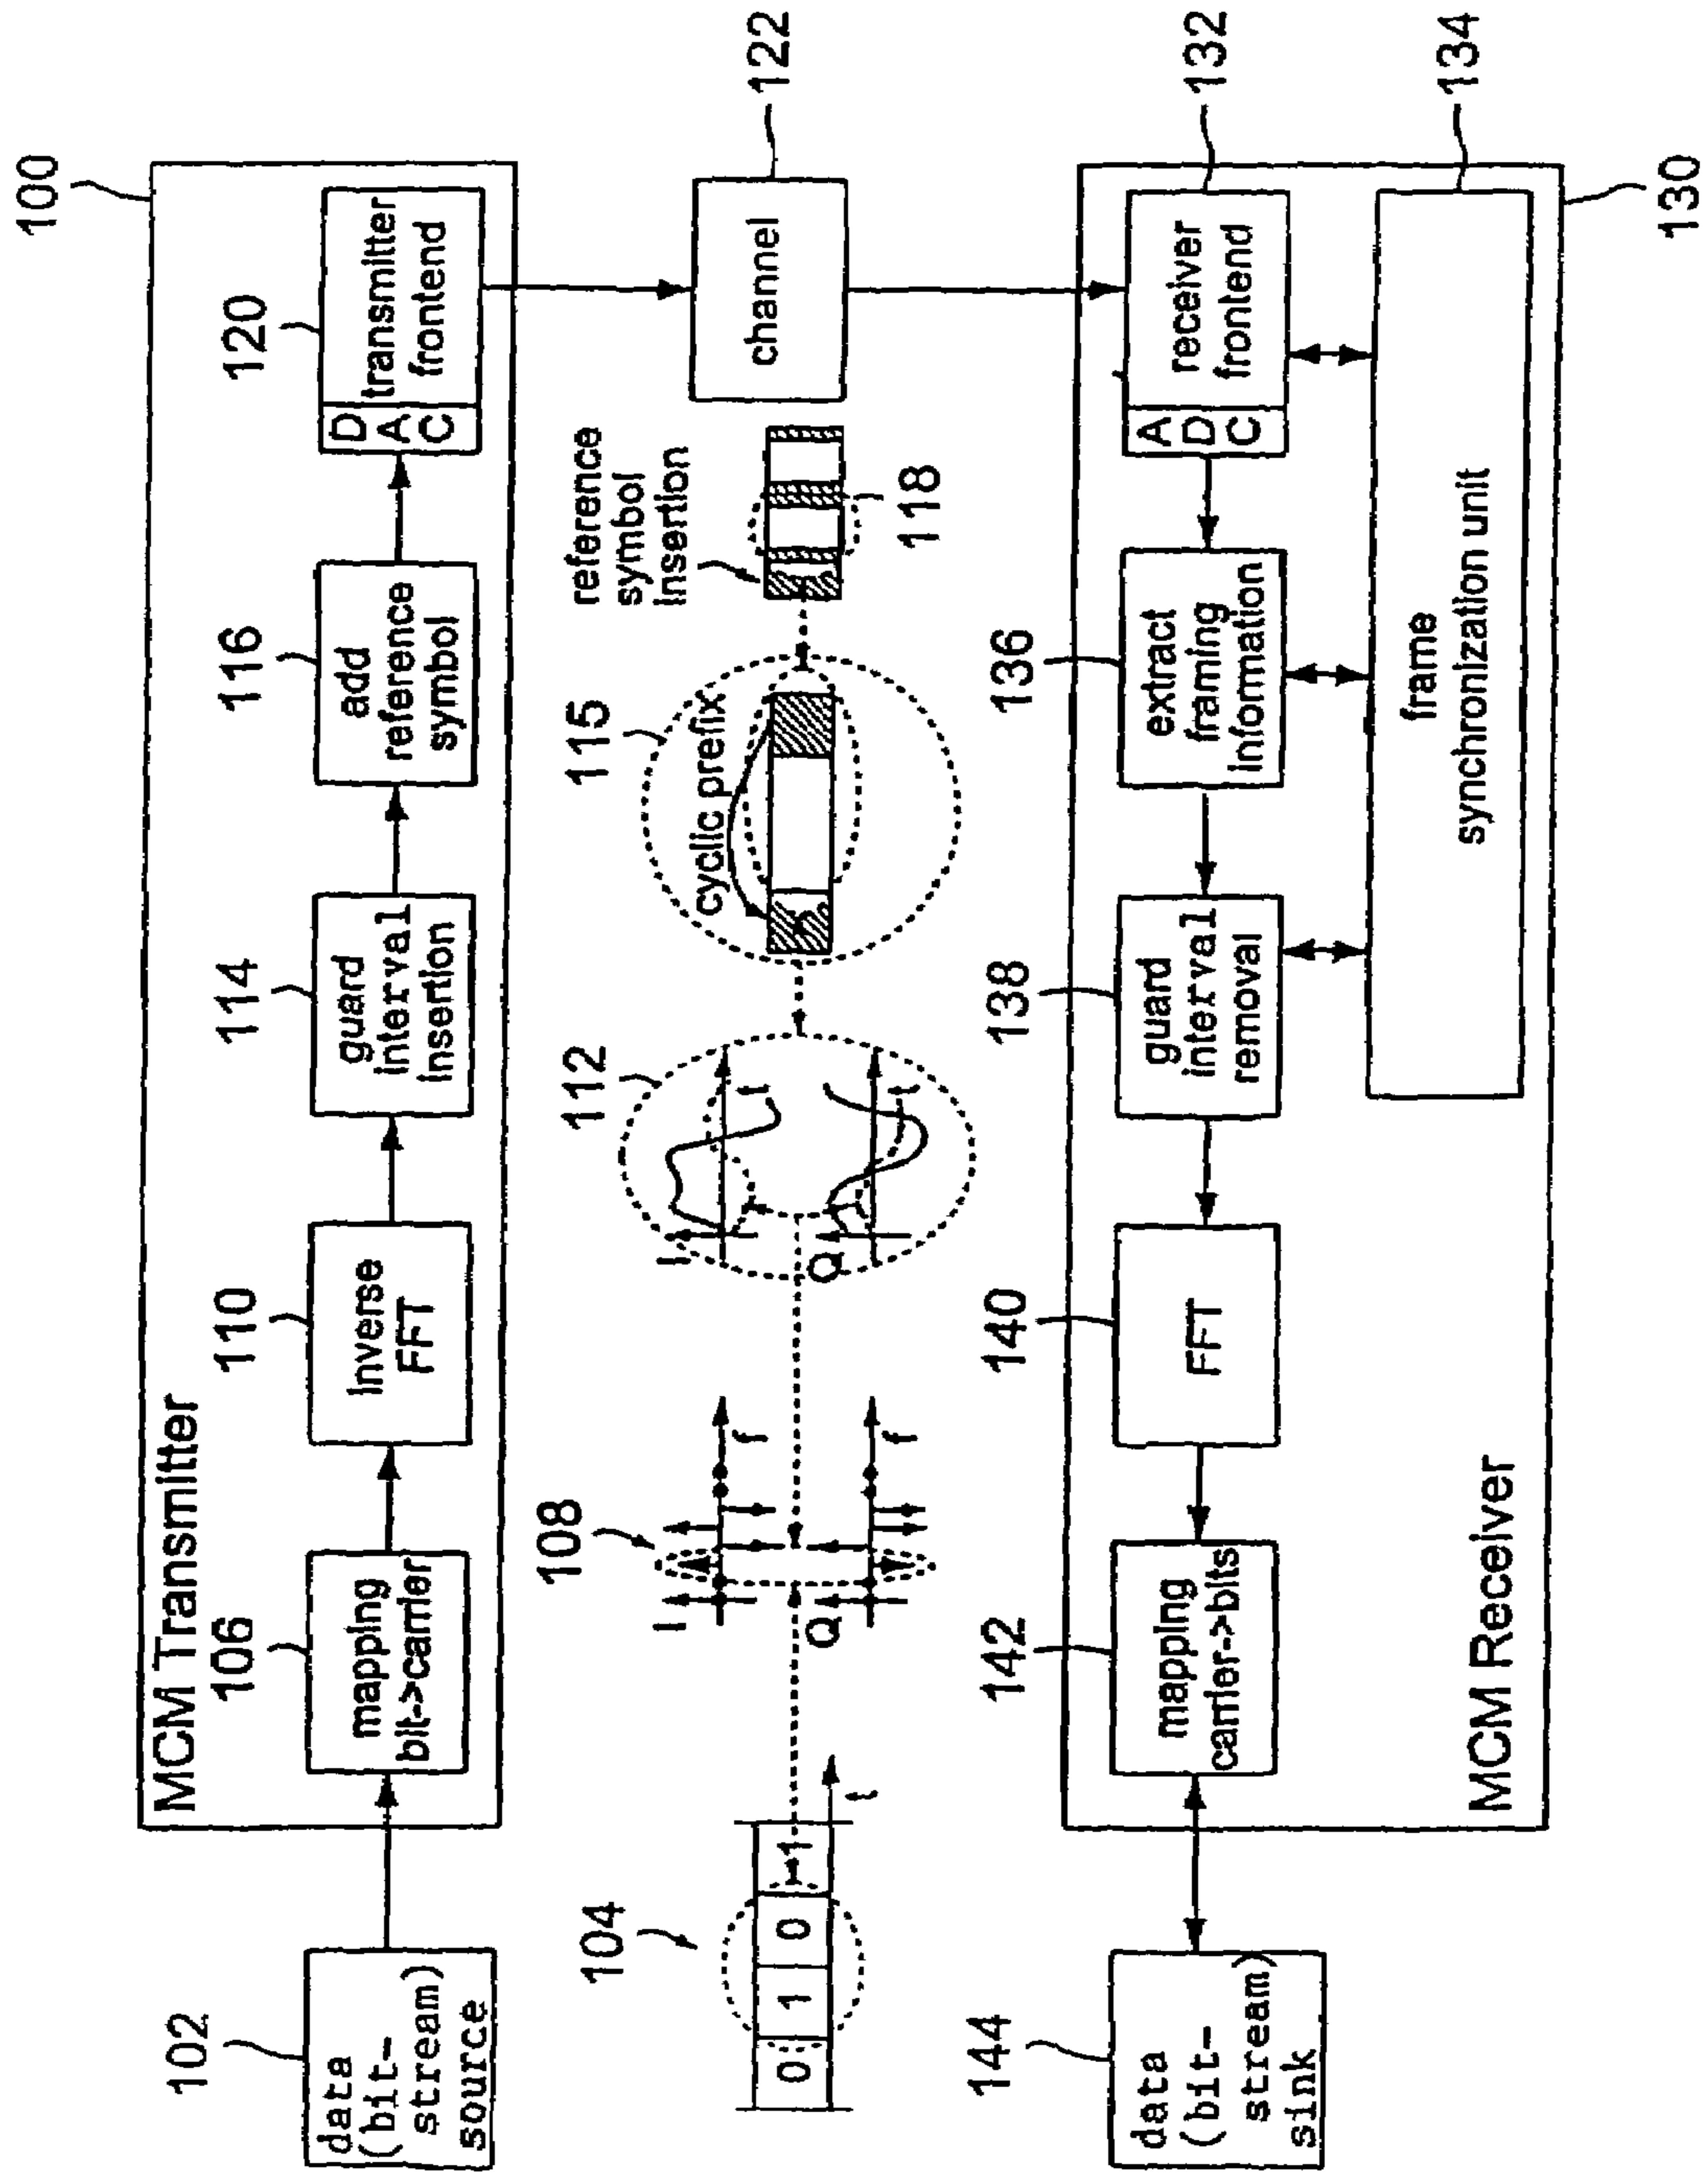 100
MCM Transmitter
102
data
(bit-
stream)
source
106
mapping
bit->carrier
110
Inverse
FFT
114
guard
interval
insertion
116
add
reference
symbol
120
D
A
C
transmitter
frontend
104
0
1
0
1
t
108
I
f
Q
f
112
I
t
Q
t
115
cyclic prefix
reference
symbol
insertion
118
channel
122
144
data
(bit-
stream)
sink
142
mapping
carrier->bits
140
FFT
138
guard
interval
removal
136
extract
framing
information
A
D
C
receiver
frontend
132
frame
synchronization unit
134
MCM Receiver
130